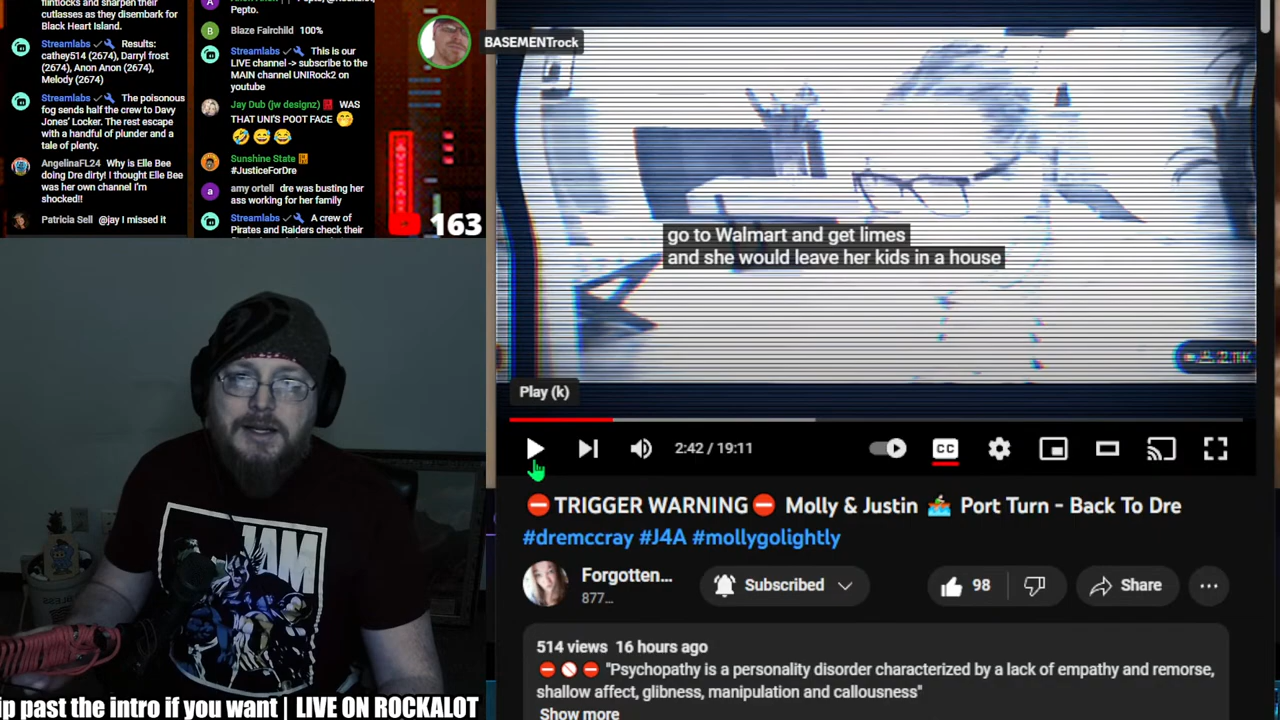 flintlocks and sharpen their
cutlasses as they disembark for
Black Heart Island.
Streamlabs Results:
cathey514 (2674), Darryl frost
(2674), Anon Anon (2674),
Melody (2674)
Streamlabs The poisonous
fog sends half the crew to Davy
Jones' Locker. The rest escape
with a handful of plunder and a
tale of plenty.
AngelinaFL24 Why is Elle Bee
doing Dre dirty! I thought Elle Bee
was her own channel I'm
shocked!!
Patricia Sell @jay I missed it
Pepto.
B Blaze Fairchild 100%
Streamlabs This is our
LIVE channel -> subscribe to the
MAIN channel UNIRock2 on
youtube
Jay Dub (jw designz) WAS
THAT UNI'S POOT FACE 🤭
🤣😅😂
Sunshine State
#JusticeForDre
a amy ortell dre was busting her
ass working for her family
Streamlabs A crew of
Pirates and Raiders check their
163
BASEMENTrock
go to Walmart and get limes
and she would leave her kids in a house
Play (k)
2:42 / 19:11
CC
⛔TRIGGER WARNING⛔ Molly & Justin 🚣 Port Turn - Back To Dre
#dremccray #J4A #mollygolightly
Forgotten...
877...
Subscribed
98
Share
514 views 16 hours ago
⛔🚫⛔ "Psychopathy is a personality disorder characterized by a lack of empathy and remorse,
shallow affect, glibness, manipulation and callousness"
Show more
JAM
ip past the intro if you want | LIVE ON ROCKALOT